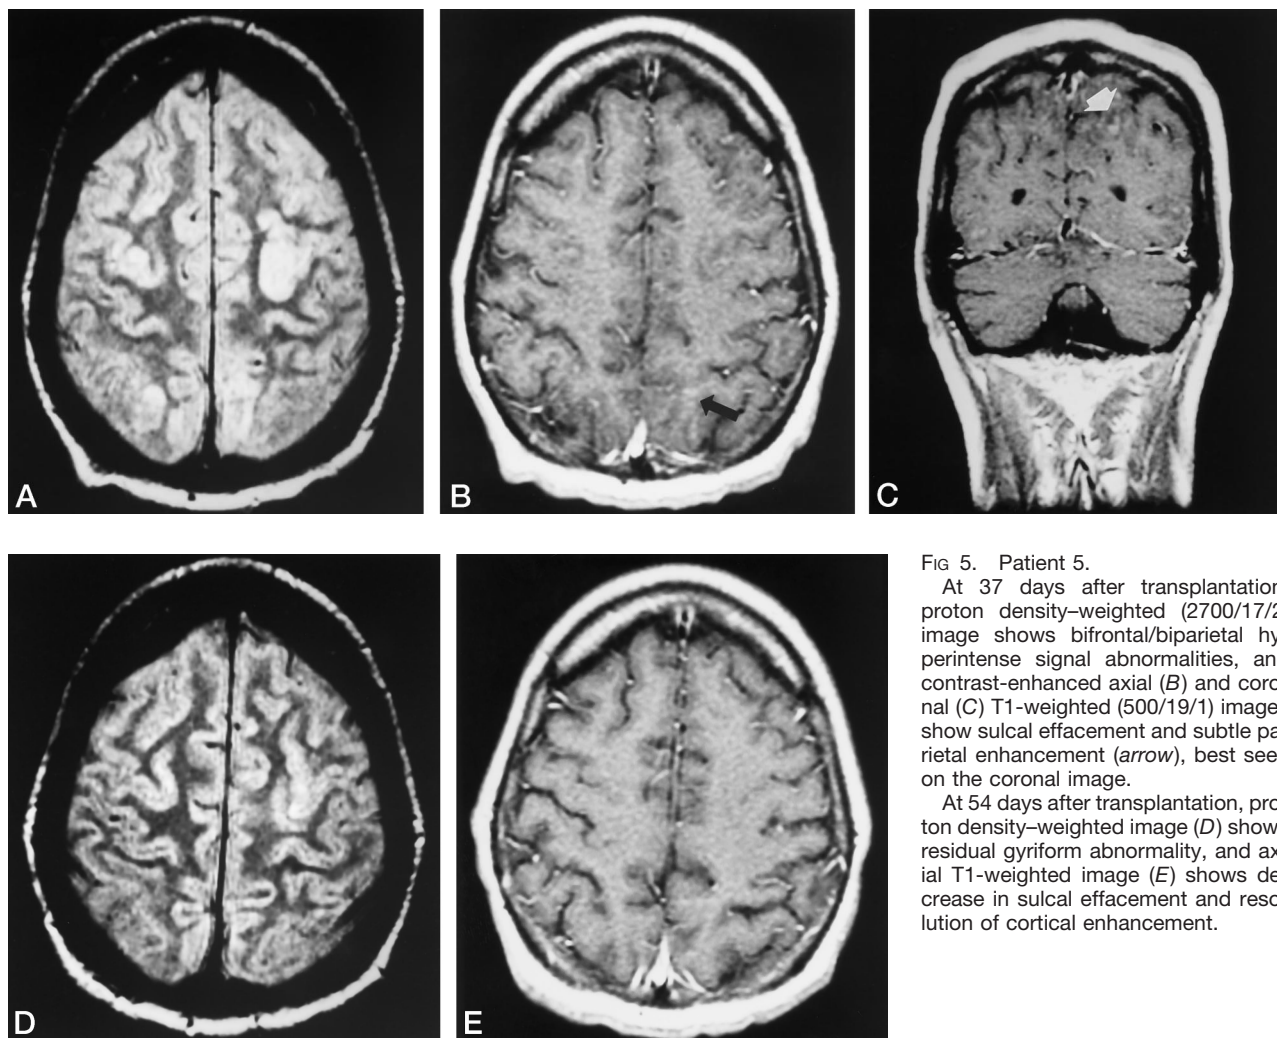 A
B
C
D
E
FIG 5. Patient 5.
At 37 days after transplantation
proton density–weighted (2700/17/2
image shows bifrontal/biparietal hy
perintense signal abnormalities, an
contrast-enhanced axial (B) and coro
nal (C) T1-weighted (500/19/1) image
show sulcal effacement and subtle pa
rietal enhancement (arrow), best see
on the coronal image.
At 54 days after transplantation, pro
ton density–weighted image (D) show
residual gyriform abnormality, and ax
ial T1-weighted image (E) shows de
crease in sulcal effacement and reso
lution of cortical enhancement.